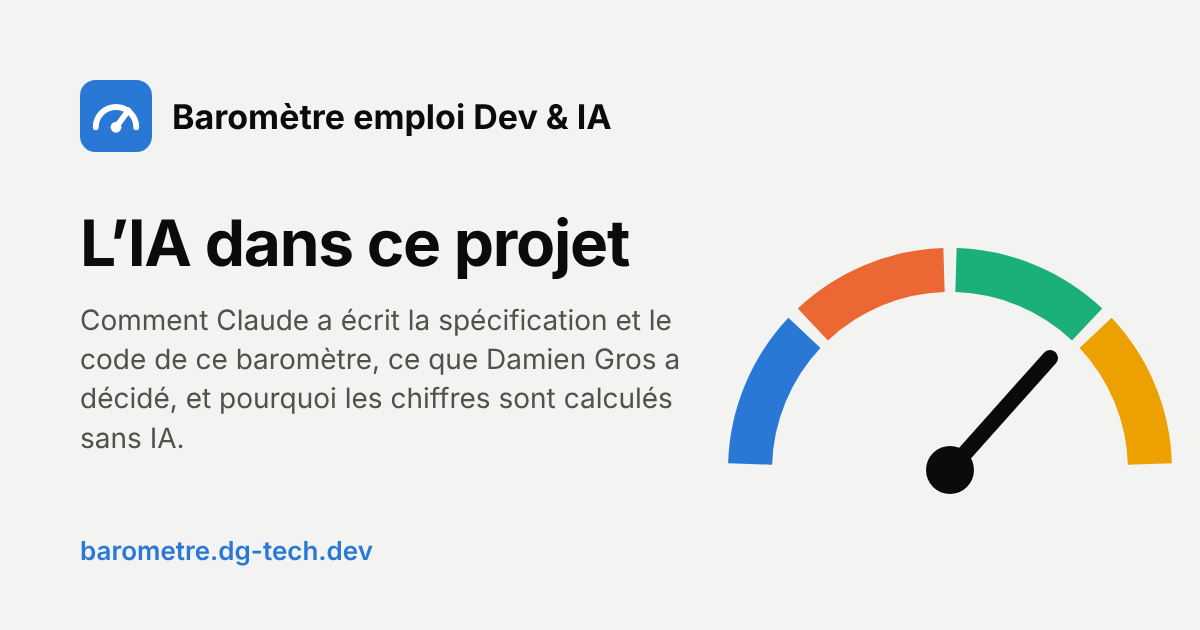 Baromètre emploi Dev & IA
L’IA dans ce projet
Comment Claude a écrit la spécification et le
code de ce baromètre, ce que Damien Gros a
décidé, et pourquoi les chiffres sont calculés
sans IA.
barometre.dg-tech.dev